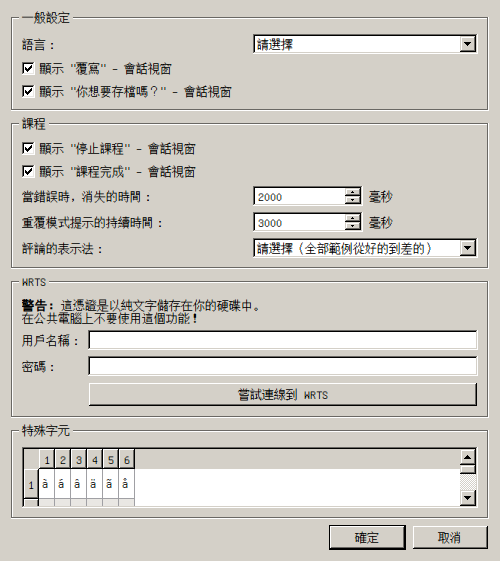 一般設定
語言： 請選擇
顯示 "覆寫" - 會話視窗
顯示 "你想要存檔嗎？" - 會話視窗
課程
顯示 "停止課程" - 會話視窗
顯示 "課程完成" - 會話視窗
當錯誤時，消失的時間： 2000 毫秒
重覆模式提示的持續時間： 3000 毫秒
評論的表示法： 請選擇（全部範例從好的到差的）
WRTS
警告： 這憑證是以純文字儲存在你的硬碟中。
在公共電腦上不要使用這個功能！
用戶名稱：
密碼：
嘗試連線到 WRTS
特殊字元
1 2 3 4 5 6
1 à á â ä ã å
確定 取消